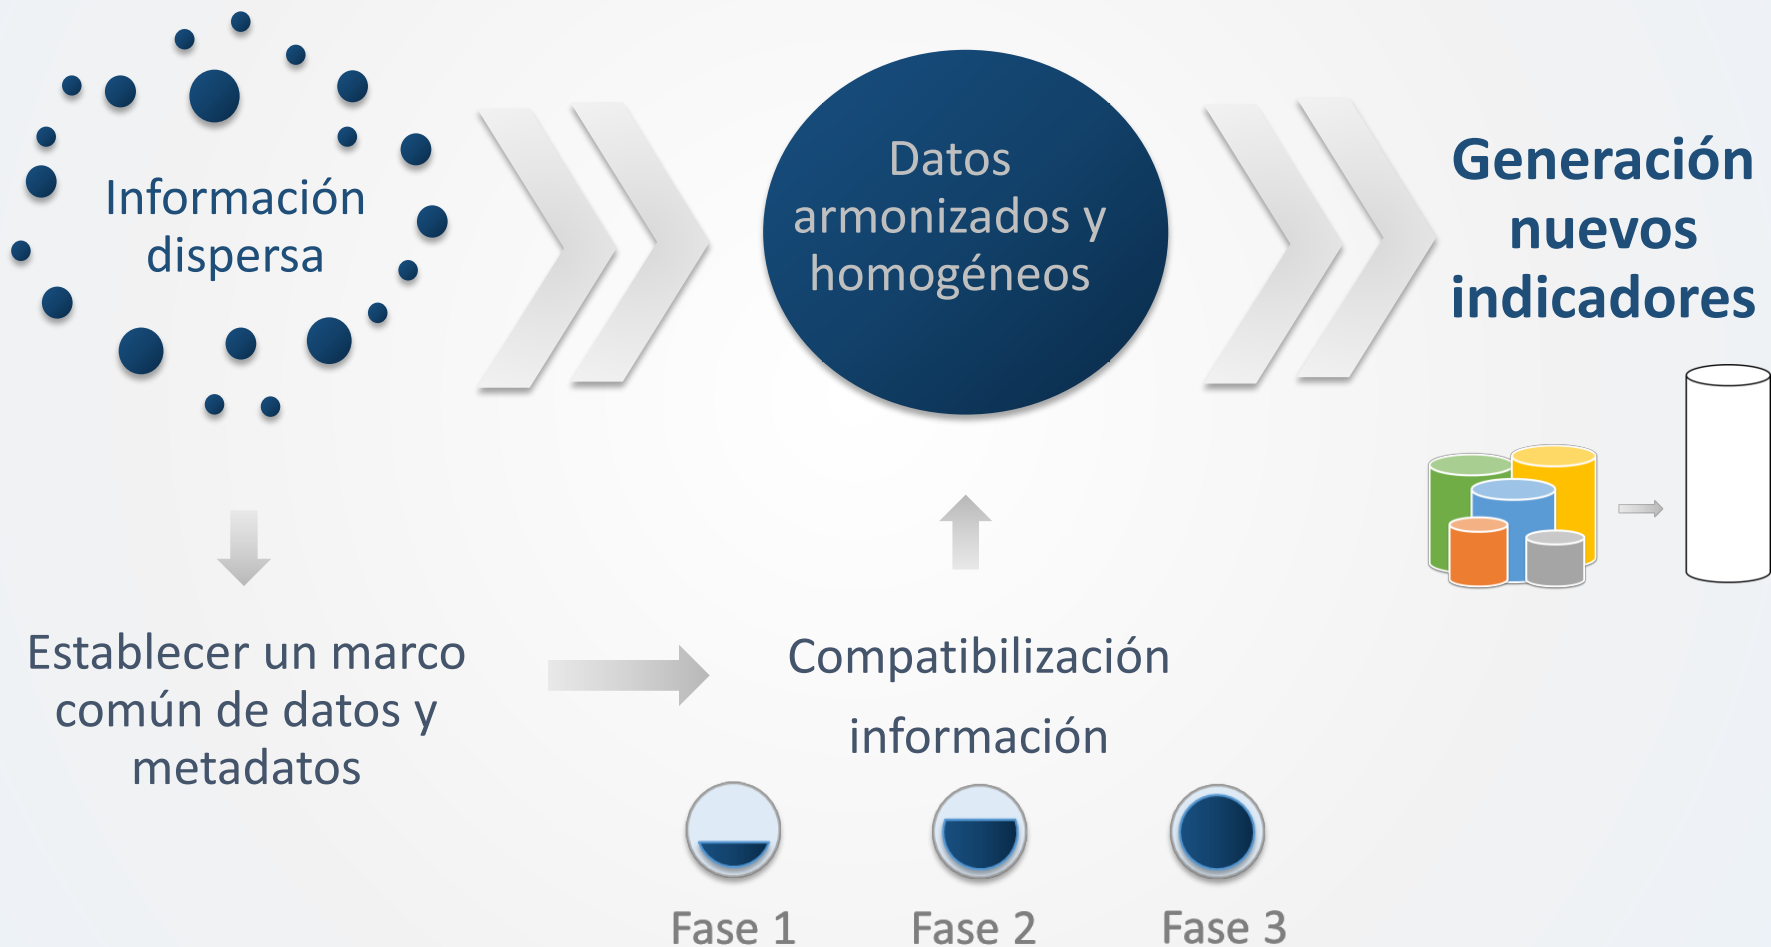 Información
dispersa
Datos
armonizados y
homogéneos
Generación
nuevos
indicadores
Establecer un marco
común de datos y
metadatos
Compatibilización
información
Fase 1
Fase 2
Fase 3